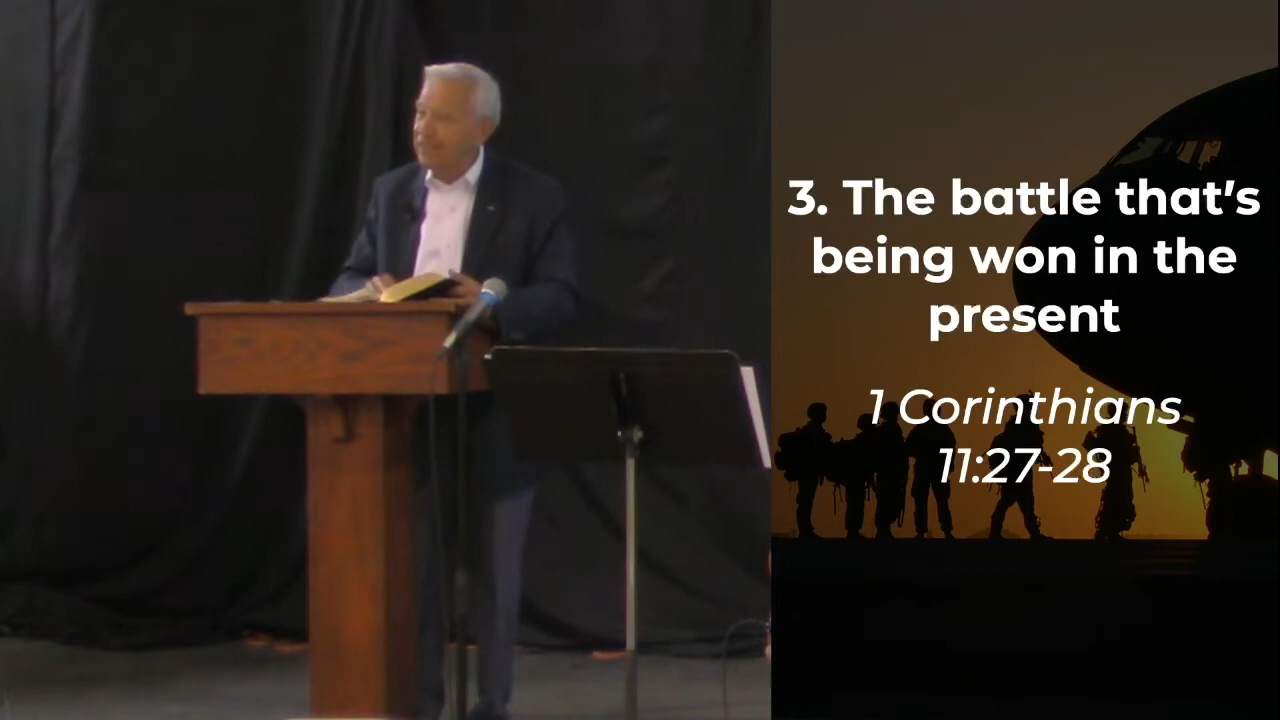 3. The battle that's
being won in the
present
1 Corinthians
11:27-28